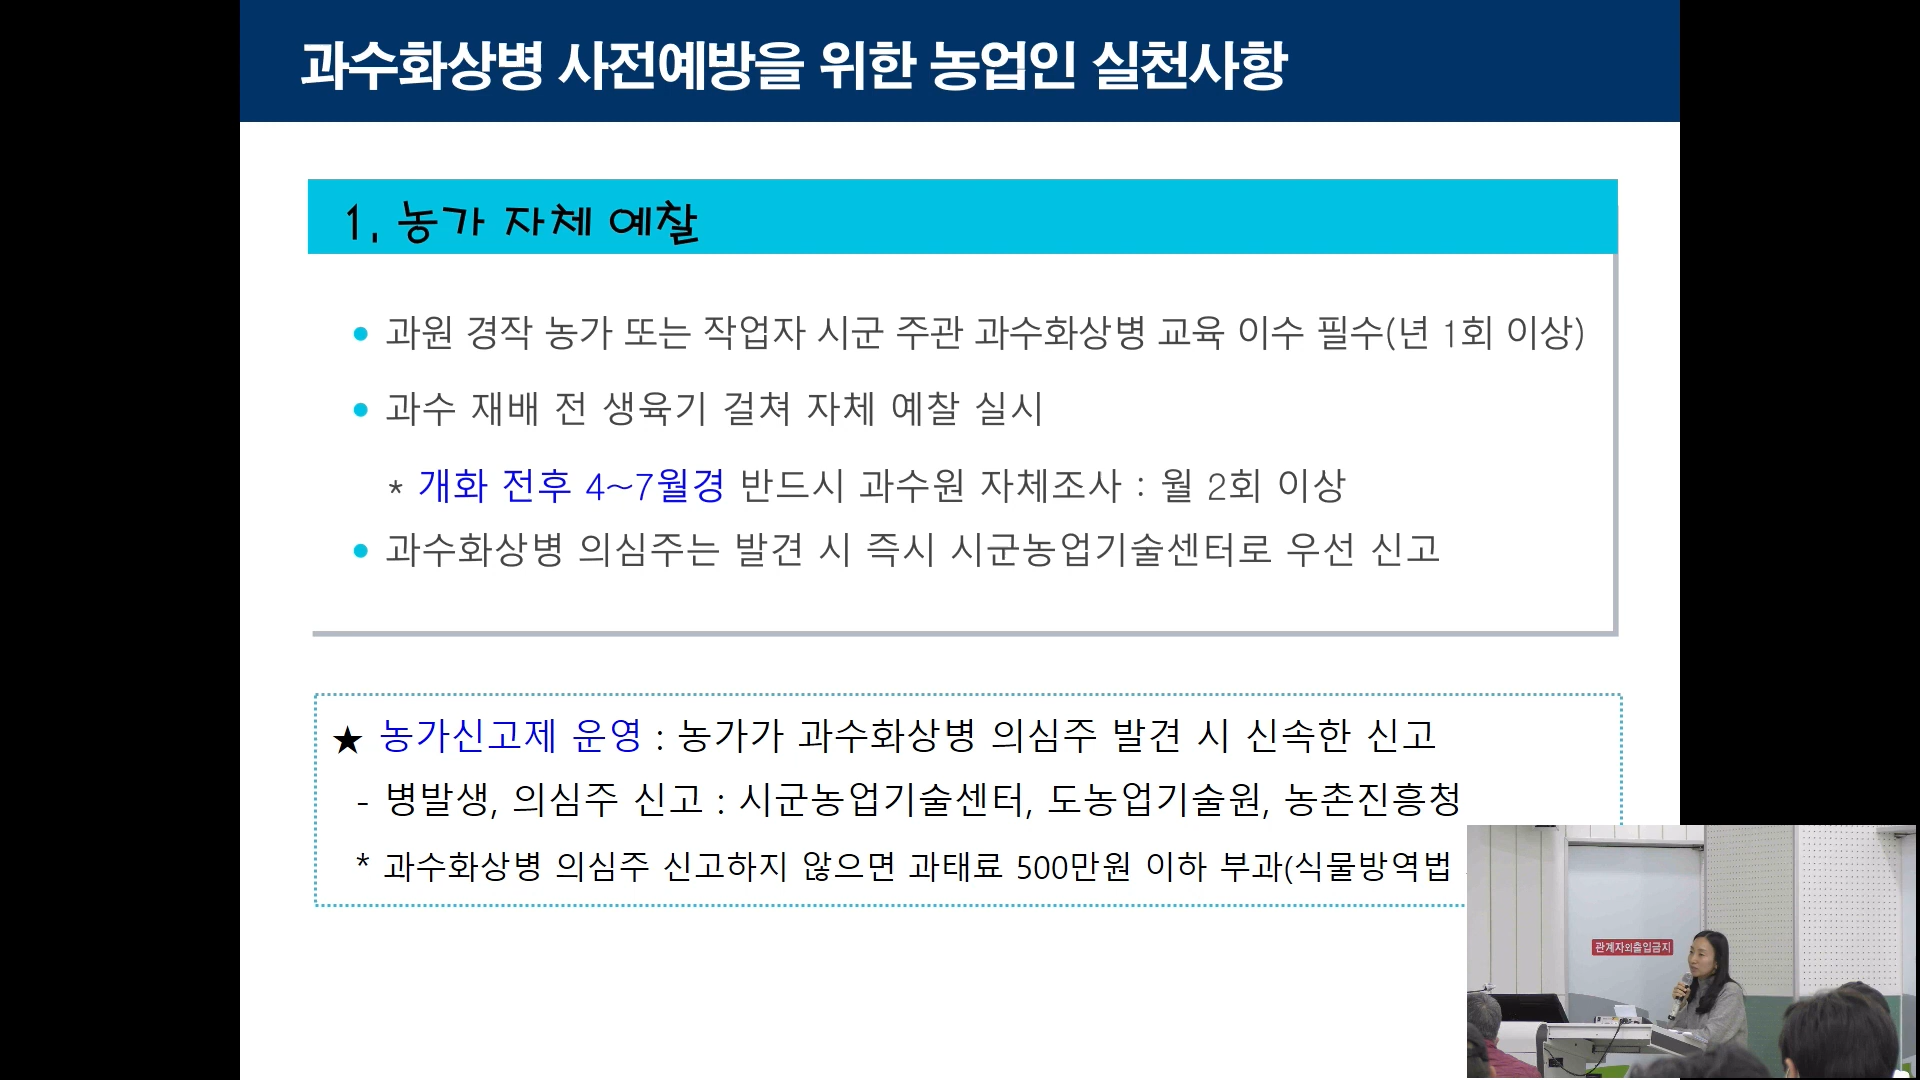 과수화상병 사전예방을 위한 농업인 실천사항
1. 농가 자체 예찰
• 과원 경작 농가 또는 작업자 시군 주관 과수화상병 교육 이수 필수(년 1회 이상)
• 과수 재배 전 생육기 걸쳐 자체 예찰 실시
* 개화 전후 4~7월경 반드시 과수원 자체조사 : 월 2회 이상
• 과수화상병 의심주는 발견 시 즉시 시군농업기술센터로 우선 신고
★ 농가신고제 운영 : 농가가 과수화상병 의심주 발견 시 신속한 신고
- 병발생, 의심주 신고 : 시군농업기술센터, 도농업기술원, 농촌진흥청
* 과수화상병 의심주 신고하지 않으면 과태료 500만원 이하 부과(식물방역법
관계자외출입금지